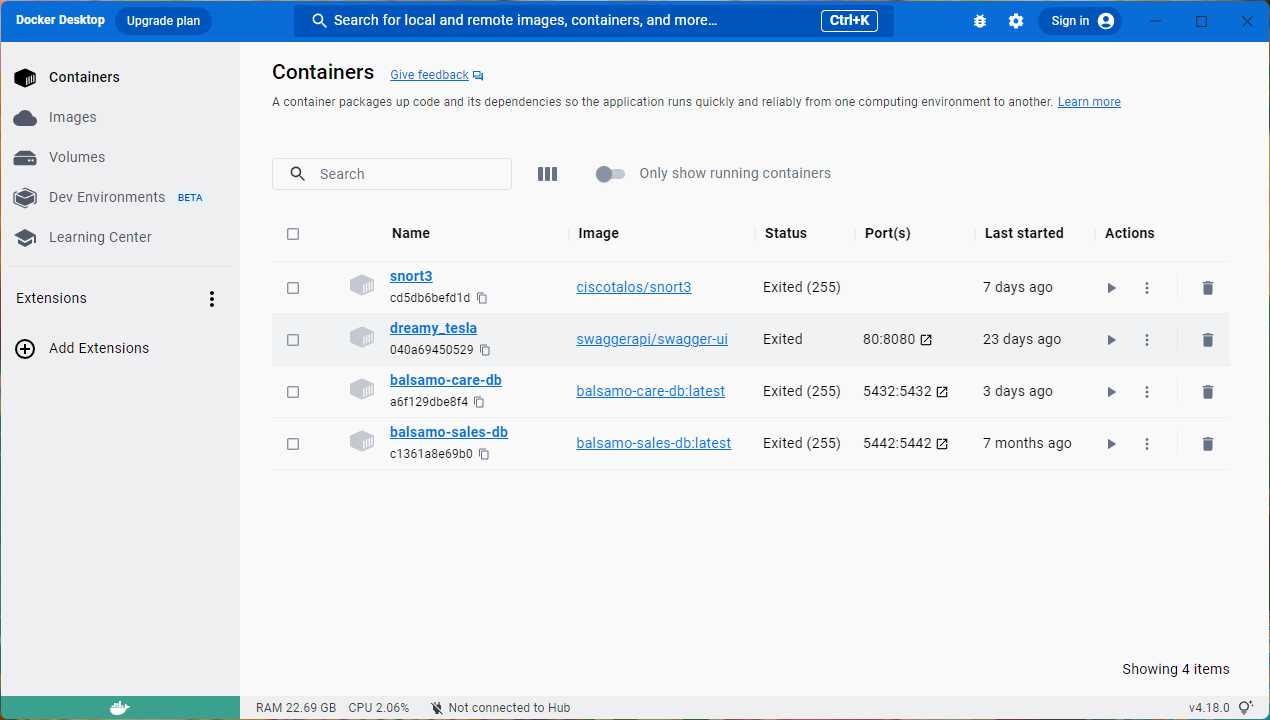 Docker Desktop Upgrade plan Search for local and remote images, containers, and more... Ctrl+K Sign in
Containers
Images
Volumes
Dev Environments BETA
Learning Center
Extensions
Add Extensions
Containers Give feedback
A container packages up code and its dependencies so the application runs quickly and reliably from one computing environment to another. Learn more
Search Only show running containers
Name Image Status Port(s) Last started Actions
snort3
cd5db6befd1d ciscotalos/snort3 Exited (255) 7 days ago
dreamy_tesla
040a69450529 swaggerapi/swagger-ui Exited 80:8080 23 days ago
balsamo-care-db
a6f129dbe8f4 balsamo-care-db:latest Exited (255) 5432:5432 3 days ago
balsamo-sales-db
c1361a8e69b0 balsamo-sales-db:latest Exited (255) 5442:5442 7 months ago
Showing 4 items
RAM 22.69 GB CPU 2.06% Not connected to Hub v4.18.0